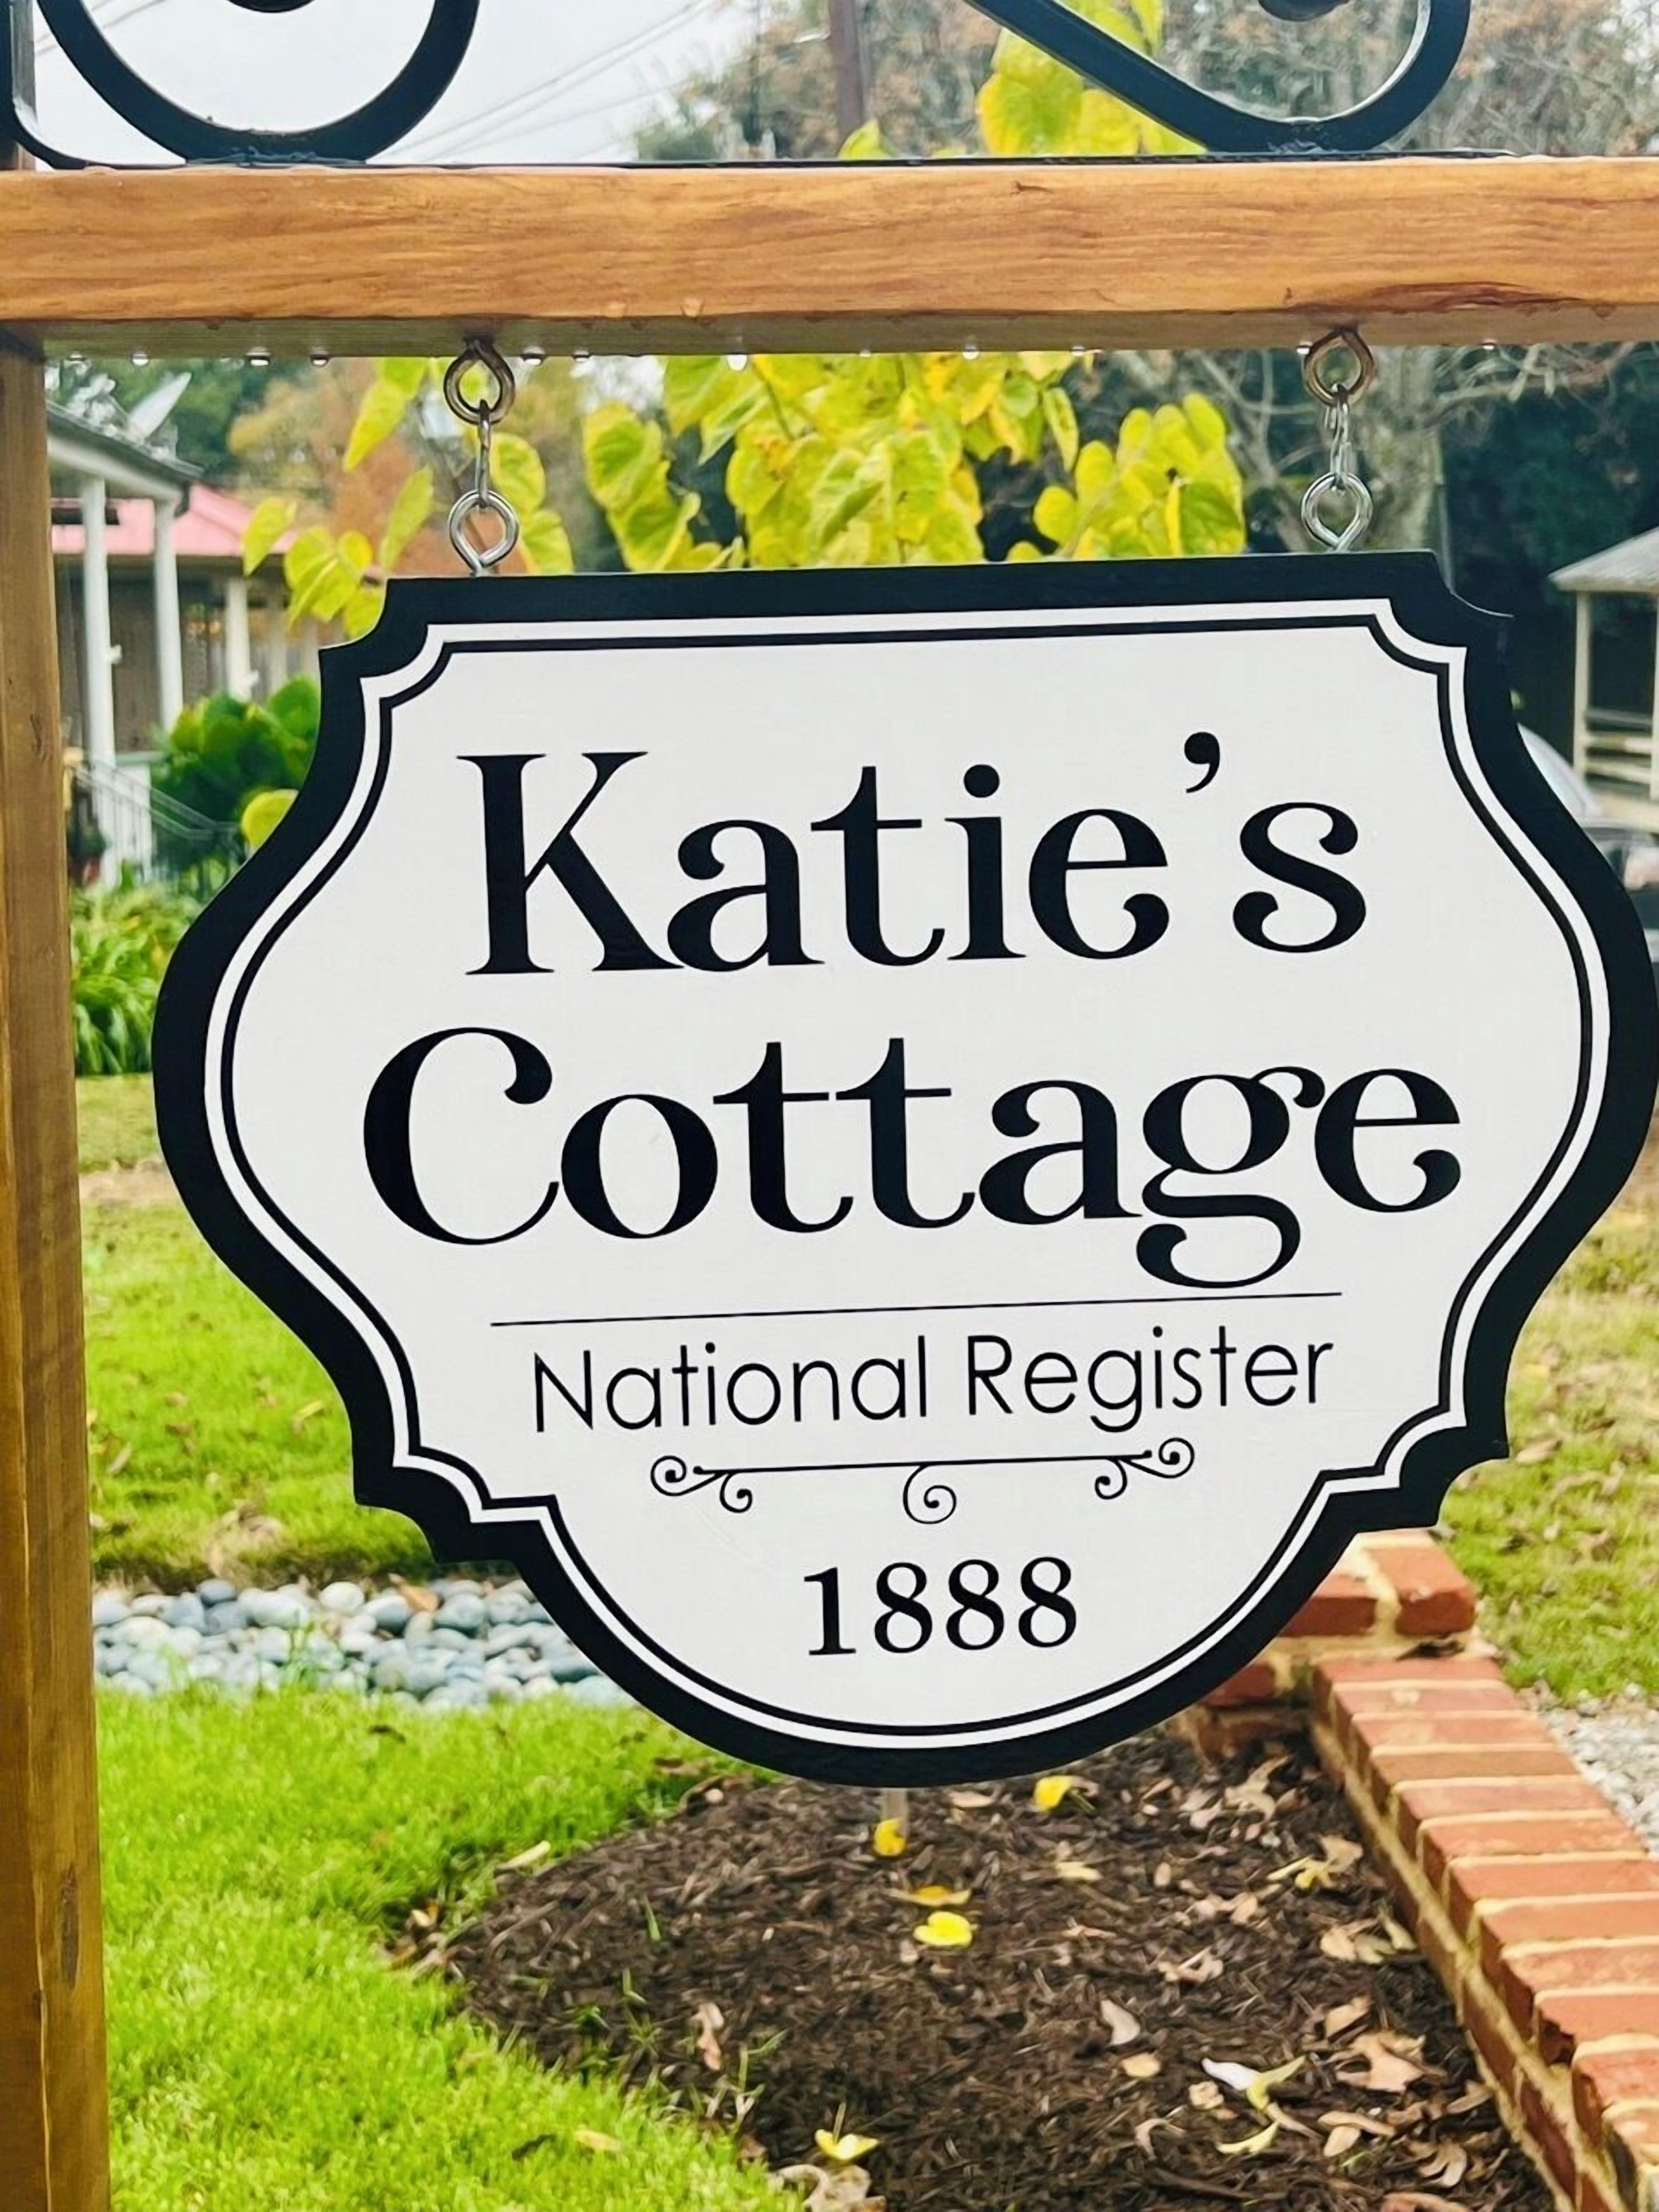 Katie’s
Cottage
National Register
1888